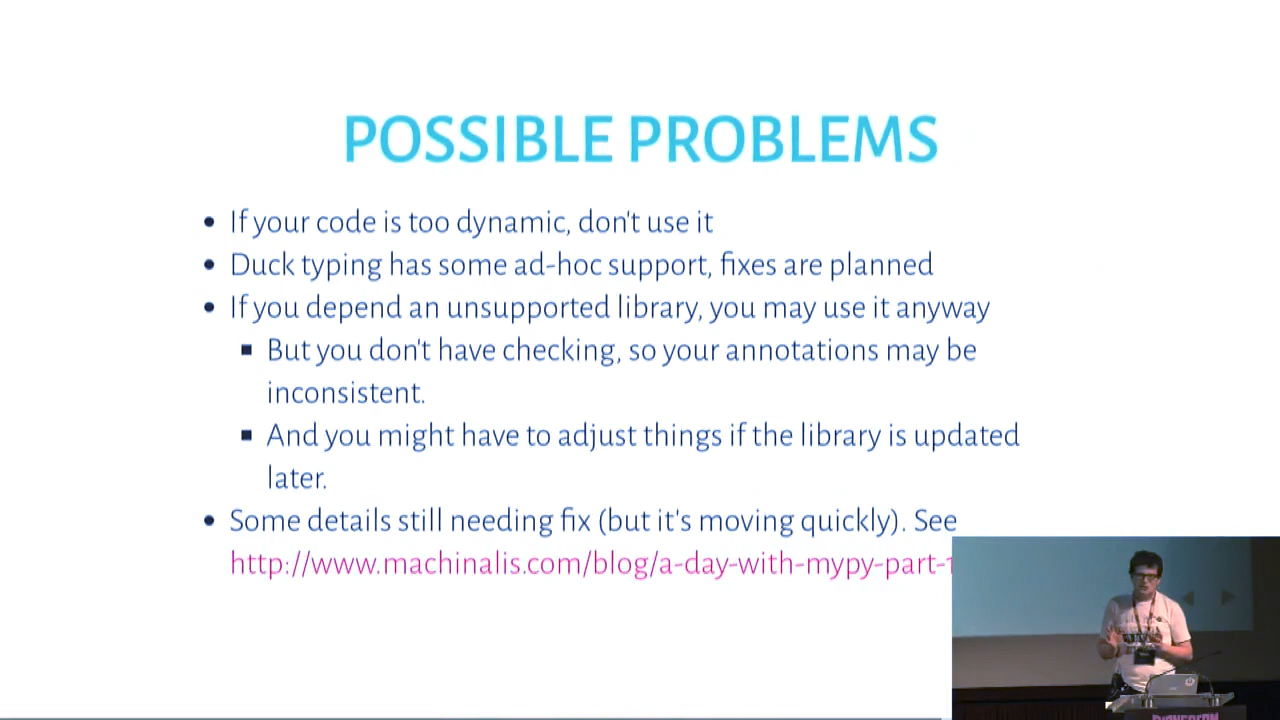 POSSIBLE PROBLEMS
If your code is too dynamic, don't use it
Duck typing has some ad-hoc support, fixes are planned
If you depend an unsupported library, you may use it anyway
But you don't have checking, so your annotations may be
inconsistent.
And you might have to adjust things if the library is updated
later.
Some details still needing fix (but it's moving quickly). See
http://www.machinalis.com/blog/a-day-with-mypy-part-1